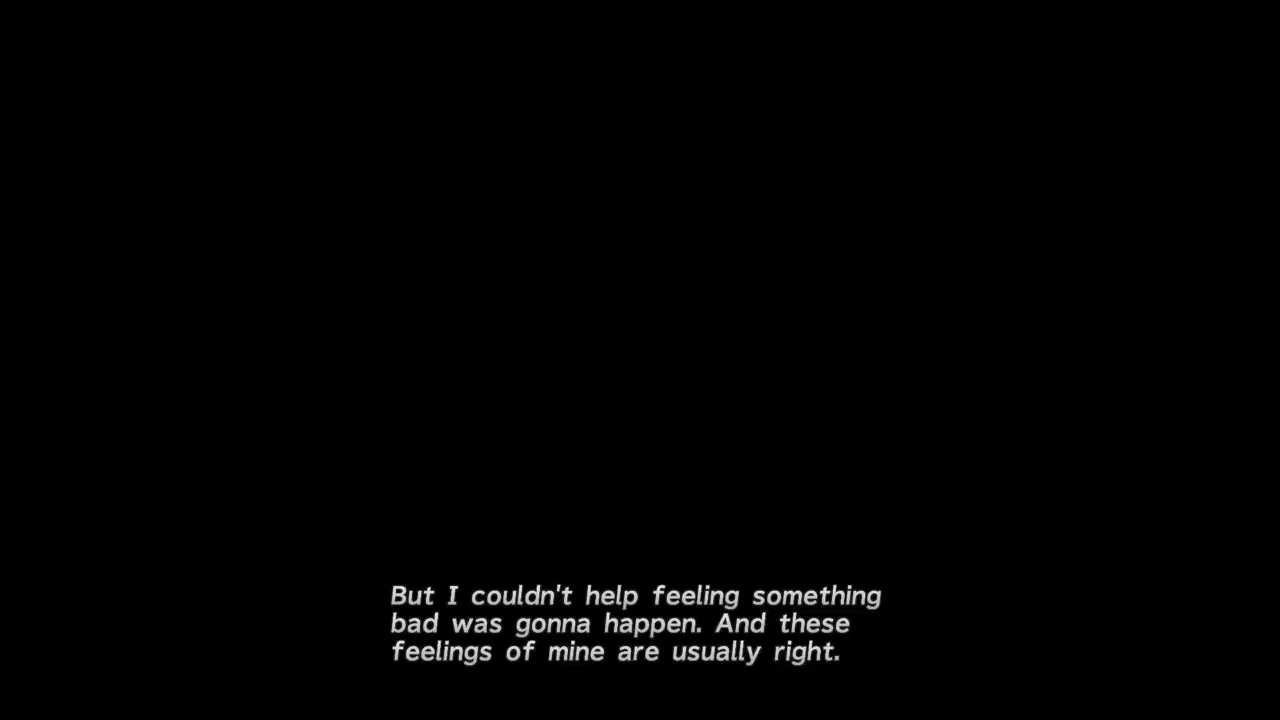 But I couldn't help feeling something
bad was gonna happen. And these
feelings of mine are usually right.